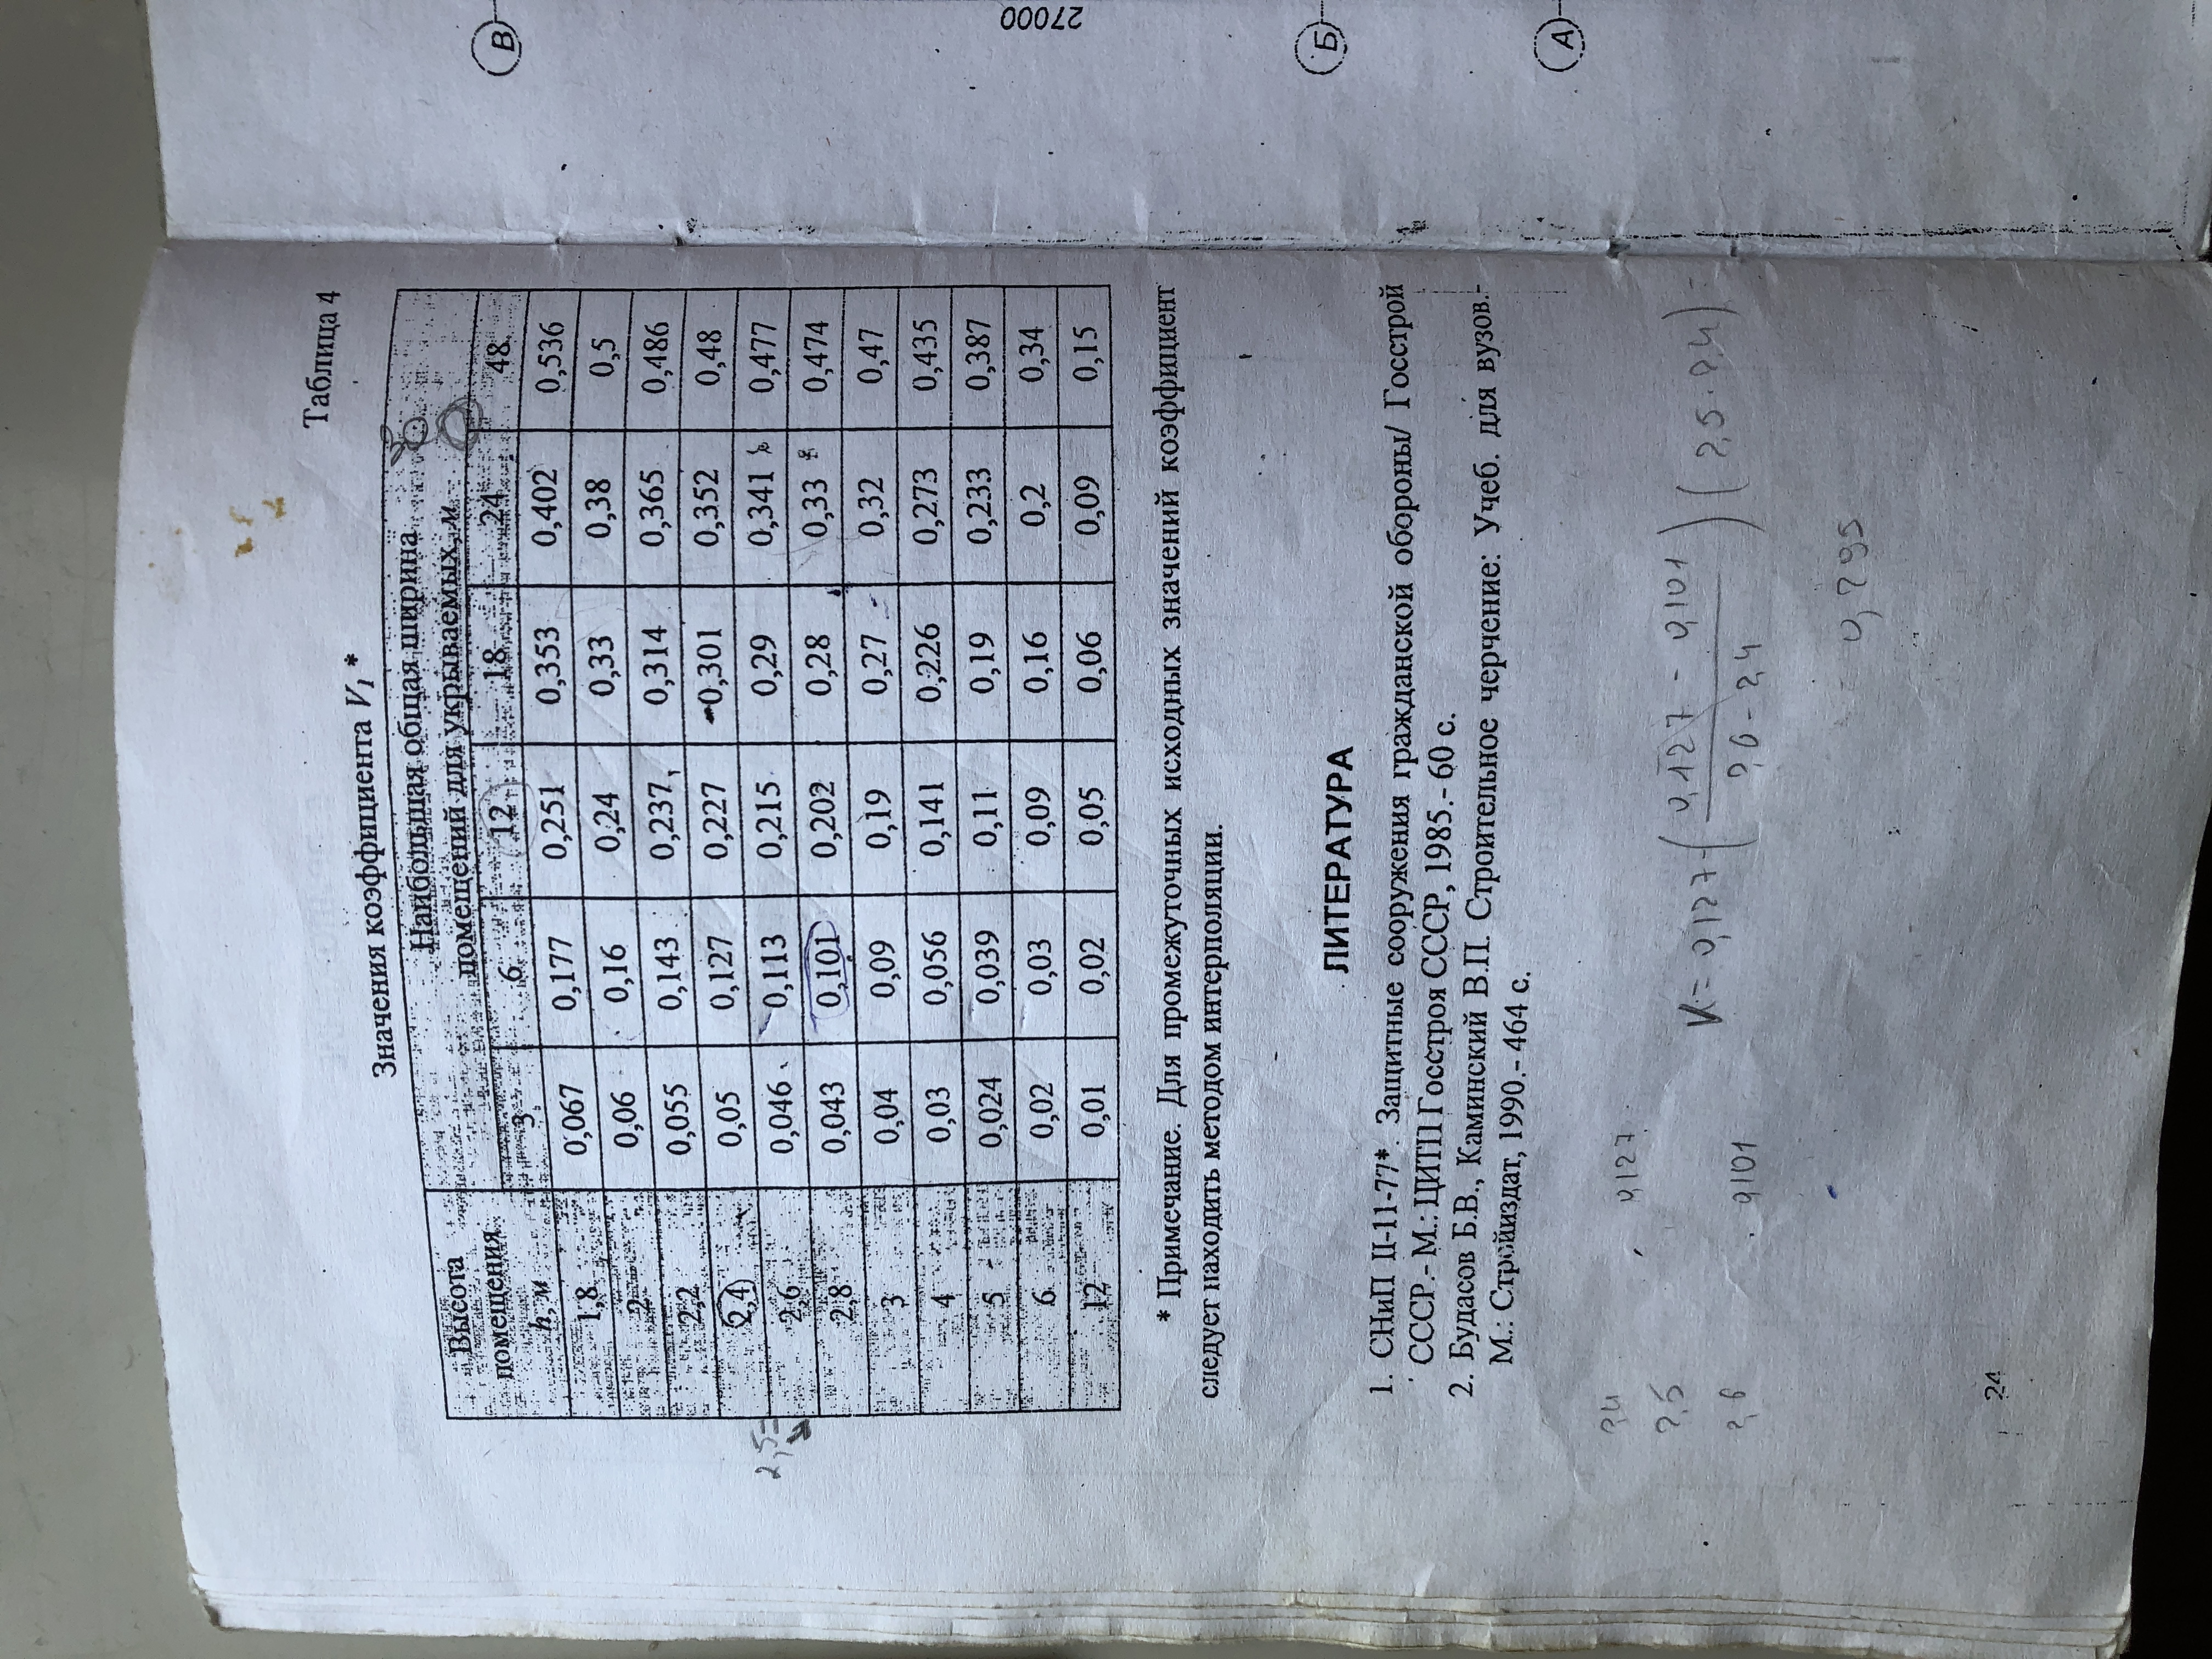 Таблица 4
Значения коэффициента V₁ *
Высота помещения h, м
Наибольшая общая ширина
помещений для укрываемых, м
3 6 12 18 24 48
1,8 0,067 0,177 0,251 0,353 0,402 0,536
2 0,06 0,16 0,24 0,33 0,38 0,5
2,2 0,055 0,143 0,237 0,314 0,365 0,486
2,4 0,05 0,127 0,227 0,301 0,352 0,48
2,5
2,6 0,046 0,113 0,215 0,29 0,341 0,477
2,8 0,043 0,101 0,202 0,28 0,33 0,474
3 0,04 0,09 0,19 0,27 0,32 0,47
4 0,03 0,056 0,141 0,226 0,273 0,435
5 0,024 0,039 0,11 0,19 0,233 0,387
6 0,02 0,03 0,09 0,16 0,2 0,34
12 0,01 0,02 0,05 0,06 0,09 0,15
* Примечание. Для промежуточных исходных значений коэффициент
следует находить методом интерполяции.
ЛИТЕРАТУРА
1. СНиП II-11-77*. Защитные сооружения гражданской обороны/ Госстрой
СССР.- М.: ЦИТП Госстроя СССР, 1985.- 60 с.
2. Будасов Б.В., Каминский В.П. Строительное черчение: Учеб. для вузов.-
М.: Стройиздат, 1990.- 464 с.
2,4 0,127
2,5
2,6 0,101
K = 0,127 - (0,127 - 0,101 / 2,6 - 2,4) (2,5 - 2,4) =
0,295
24
В
27000
Б
А